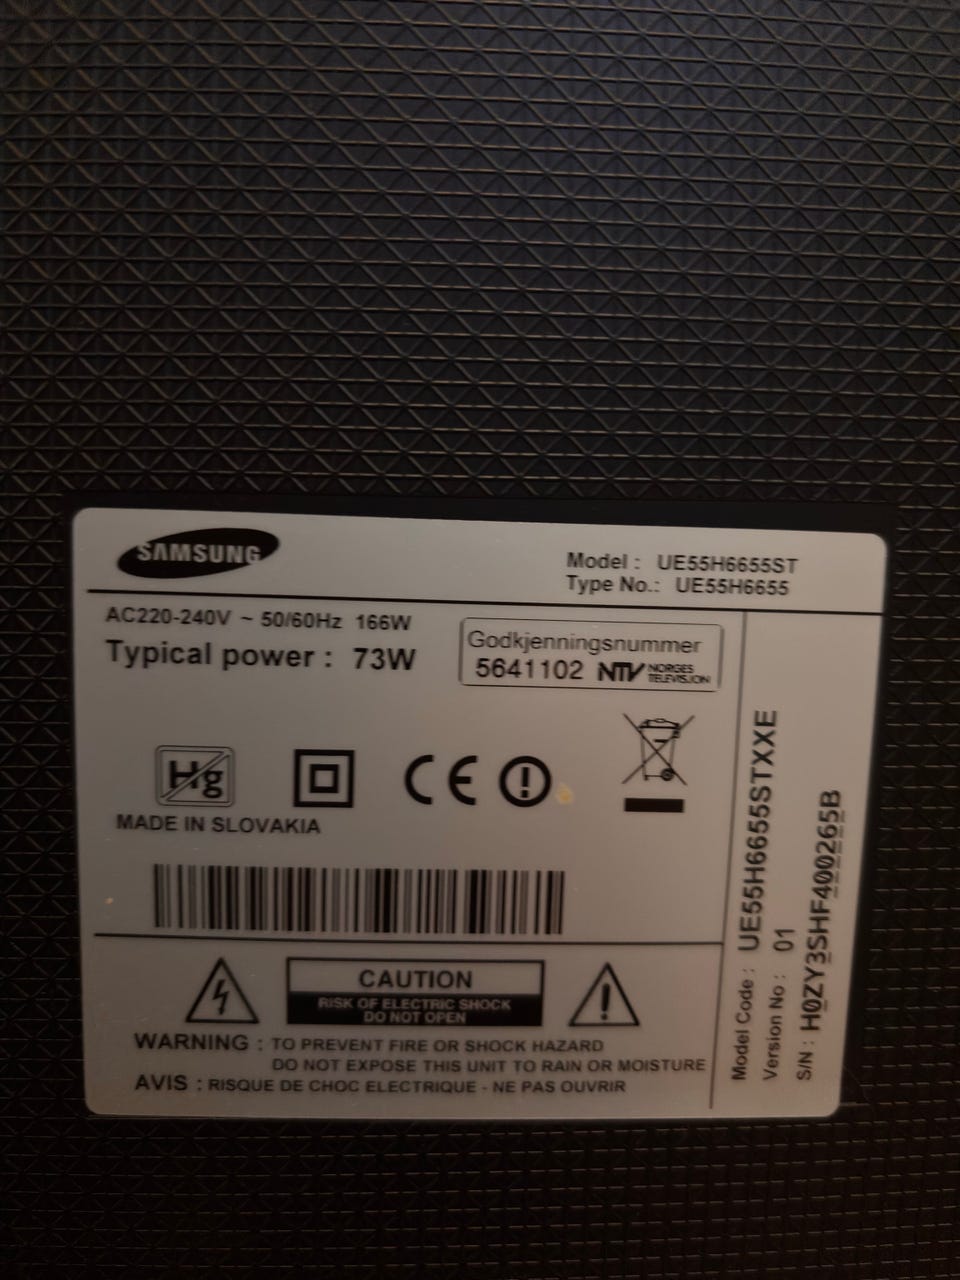 SAMSUNG
Model : UE55H6655ST
Type No.: UE55H6655
AC220-240V ~ 50/60Hz 166W
Typical power : 73W
Godkjenningsnummer
5641102 NTV NORGES TELEVISJON
Hg
CE
MADE IN SLOVAKIA
CAUTION
RISK OF ELECTRIC SHOCK
DO NOT OPEN
WARNING : TO PREVENT FIRE OR SHOCK HAZARD
DO NOT EXPOSE THIS UNIT TO RAIN OR MOISTURE
AVIS : RISQUE DE CHOC ELECTRIQUE - NE PAS OUVRIR
Model Code : UE55H6655STXXE
Version No : 01
S/N : H0ZY3SHF400265B